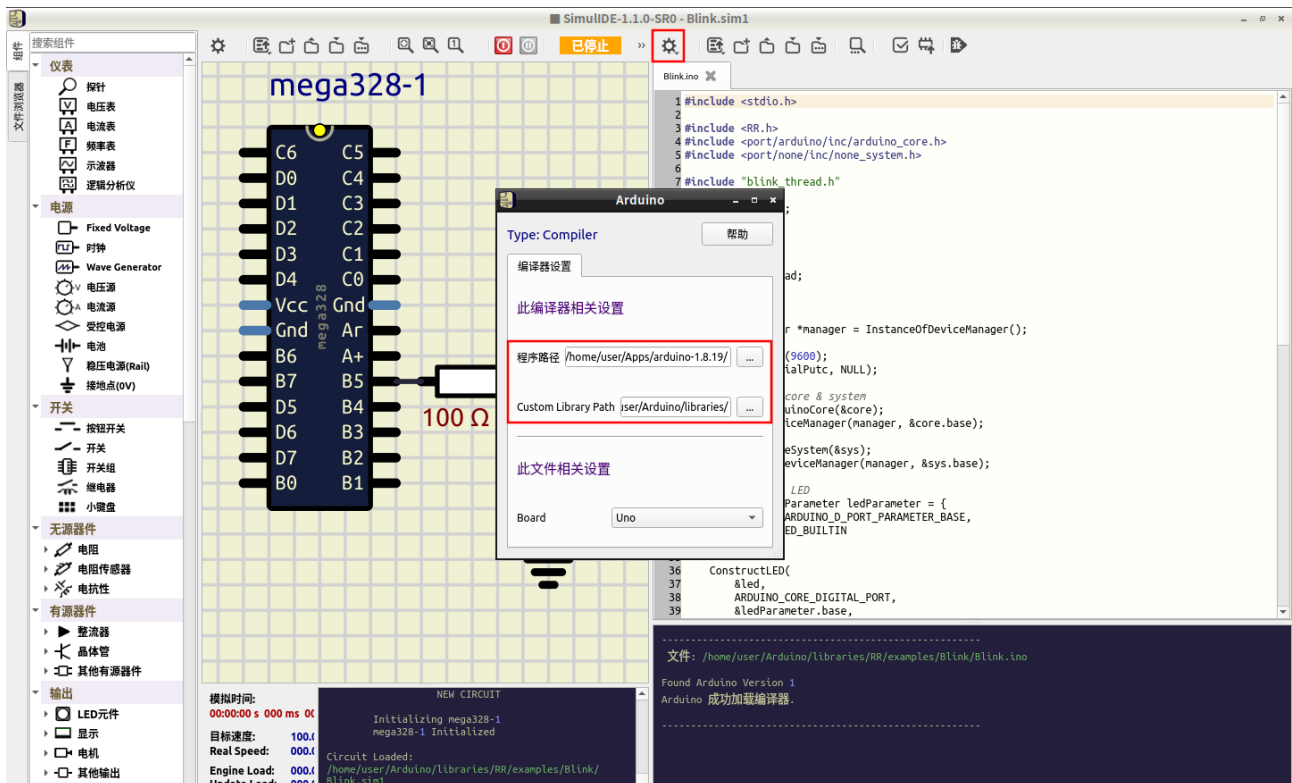 SimulIDE-1.1.0-SR0 - Blink.sim1
组件
文件浏览器
搜索组件
仪表
探针
电压表
电流表
频率表
示波器
逻辑分析仪
电源
Fixed Voltage
时钟
Wave Generator
电压源
电流源
受控电源
电池
稳压电源(Rail)
接地点(0V)
开关
按钮开关
开关
开关组
继电器
小键盘
无源器件
电阻
电阻传感器
电抗性
有源器件
整流器
晶体管
其他有源器件
输出
LED元件
显示
电机
其他输出
已停止
»
mega328-1
C6 C5
D0 C4
D1 C3
D2 C2
D3 C1
D4 C0
Vcc Gnd
Gnd Ar
B6 A+
B7 B5
D5 B4
D6 B3
D7 B2
B0 B1
mega328
100 Ω
模拟时间:
00:00:00 s 000 ms
目标速度: 100.
Real Speed: 000.
Engine Load: 000.
NEW CIRCUIT
Initializing mega328-1
mega328-1 Initialized
Circuit Loaded:
/home/user/Arduino/libraries/RR/examples/Blink/
Blink.sim1
Arduino
Type: Compiler
帮助
编译器设置
此编译器相关设置
程序路径 /home/user/Apps/arduino-1.8.19/ ...
Custom Library Path user/Arduino/libraries/ ...
此文件相关设置
Board Uno
Blink.ino
1 #include <stdio.h>
2
3 #include <RR.h>
4 #include <port/arduino/inc/arduino_core.h>
5 #include <port/none/inc/none_system.h>
6
7 #include "blink_thread.h"
;
ad;
r *manager = InstanceOfDeviceManager();
(9600);
ialPutc, NULL);
core & system
uinoCore(&core);
iceManager(manager, &core.base);
eSystem(&sys);
eviceManager(manager, &sys.base);
LED
Parameter ledParameter = {
ARDUINO_D_PORT_PARAMETER_BASE,
ED_BUILTIN
36 ConstructLED(
37 &led,
38 ARDUINO_CORE_DIGITAL_PORT,
39 &ledParameter.base,
-----------------------------------------------------
文件: /home/user/Arduino/libraries/RR/examples/Blink/Blink.ino
Found Arduino Version 1
Arduino 成功加载编译器.
-----------------------------------------------------